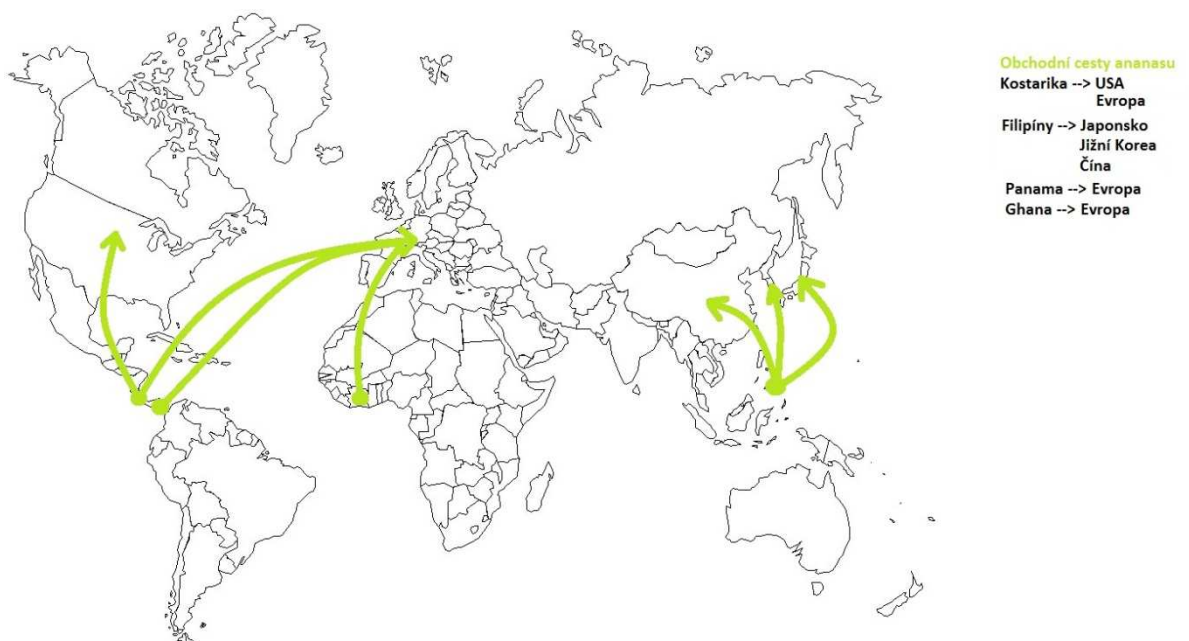 Obchodní cesty ananasu
Kostarika --> USA
Evropa
Filipíny --> Japonsko
Jižní Korea
Čína
Panama --> Evropa
Ghana --> Evropa